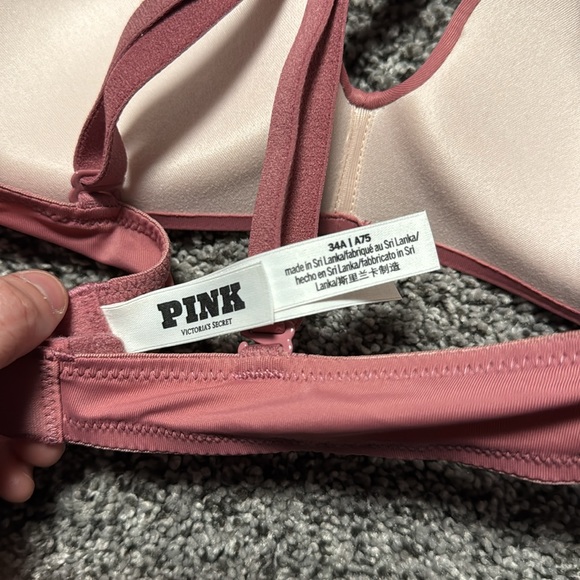 PINK
VICTORIA'S SECRET
34A | A75
made in Sri Lanka/fabriqué au Sri Lanka/
hecho en Sri Lanka/fabbricato in Sri
Lanka/斯里兰卡制造